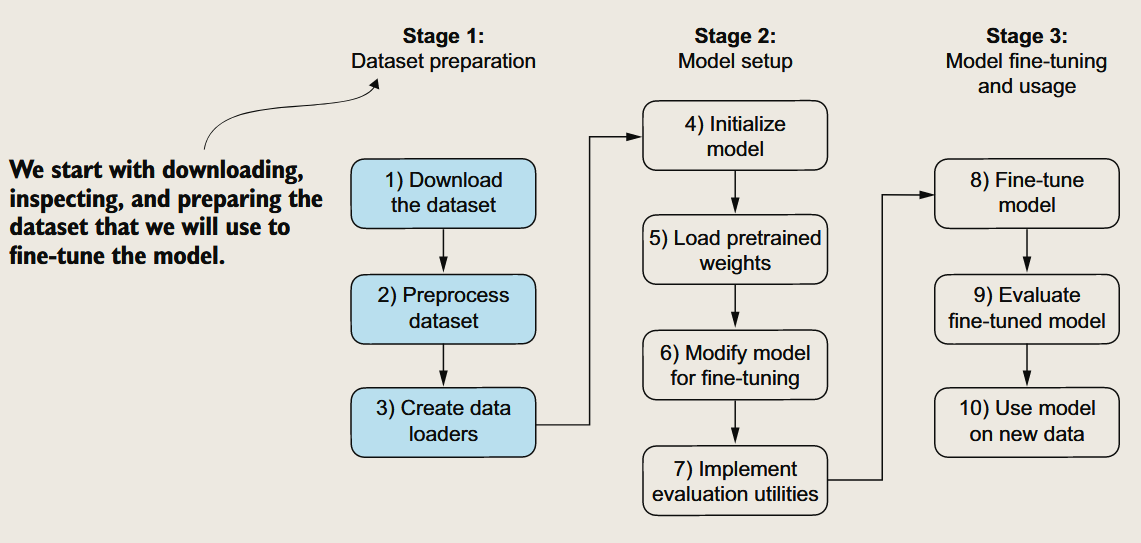 Stage 1:
Dataset preparation
We start with downloading,
inspecting, and preparing the
dataset that we will use to
fine-tune the model.
1) Download
the dataset
2) Preprocess
dataset
3) Create data
loaders
Stage 2:
Model setup
4) Initialize
model
5) Load pretrained
weights
6) Modify model
for fine-tuning
7) Implement
evaluation utilities
Stage 3:
Model fine-tuning
and usage
8) Fine-tune
model
9) Evaluate
fine-tuned model
10) Use model
on new data